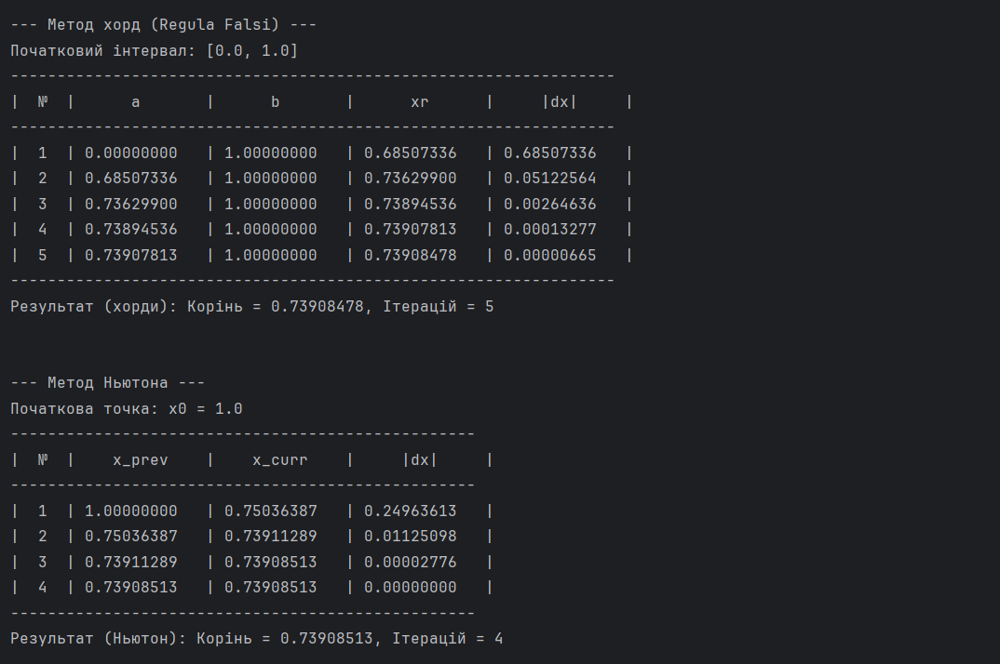 --- Метод хорд (Regula Falsi) ---
Початковий інтервал: [0.0, 1.0]
-----------------------------------------------------------------
|  №  |      a       |      b       |      xr      |     |dx|     |
-----------------------------------------------------------------
|  1  | 0.00000000   | 1.00000000   | 0.68507336   | 0.68507336   |
|  2  | 0.68507336   | 1.00000000   | 0.73629900   | 0.05122564   |
|  3  | 0.73629900   | 1.00000000   | 0.73894536   | 0.00264636   |
|  4  | 0.73894536   | 1.00000000   | 0.73907813   | 0.00013277   |
|  5  | 0.73907813   | 1.00000000   | 0.73908478   | 0.00000665   |
-----------------------------------------------------------------
Результат (хорди): Корінь = 0.73908478, Ітерацій = 5
--- Метод Ньютона ---
Початкова точка: x0 = 1.0
--------------------------------------------------
|  №  |    x_prev    |    x_curr    |     |dx|     |
--------------------------------------------------
|  1  | 1.00000000   | 0.75036387   | 0.24963613   |
|  2  | 0.75036387   | 0.73911289   | 0.01125098   |
|  3  | 0.73911289   | 0.73908513   | 0.00002776   |
|  4  | 0.73908513   | 0.73908513   | 0.00000000   |
--------------------------------------------------
Результат (Ньютон): Корінь = 0.73908513, Ітерацій = 4